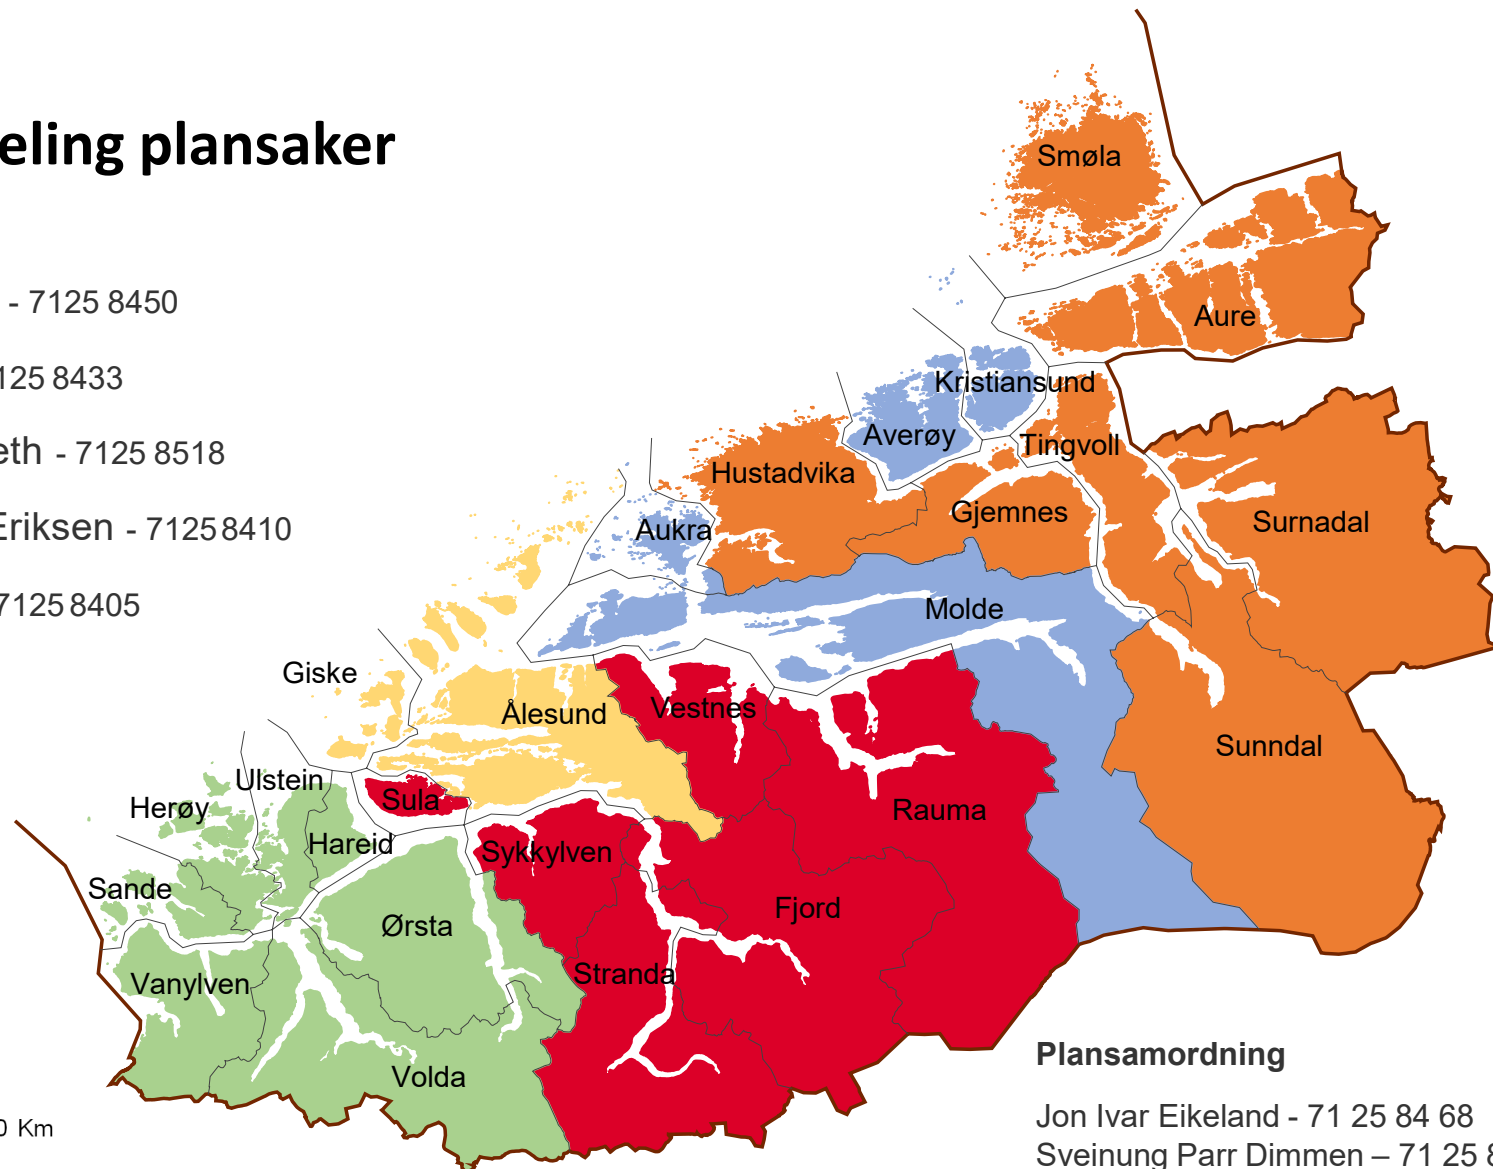 eling plansaker
- 7125 8450
125 8433
eth - 7125 8518
Eriksen - 7125 8410
7125 8405
Smøla
Aure
Kristiansund
Averøy
Tingvoll
Hustadvika
Gjemnes
Surnadal
Aukra
Molde
Giske
Ålesund
Vestnes
Sunndal
Ulstein
Herøy
Sula
Rauma
Hareid
Sykkylven
Sande
Fjord
Ørsta
Stranda
Vanylven
Volda
0 Km
Plansamordning
Jon Ivar Eikeland - 71 25 84 68
Sveinung Parr Dimmen – 71 25 8